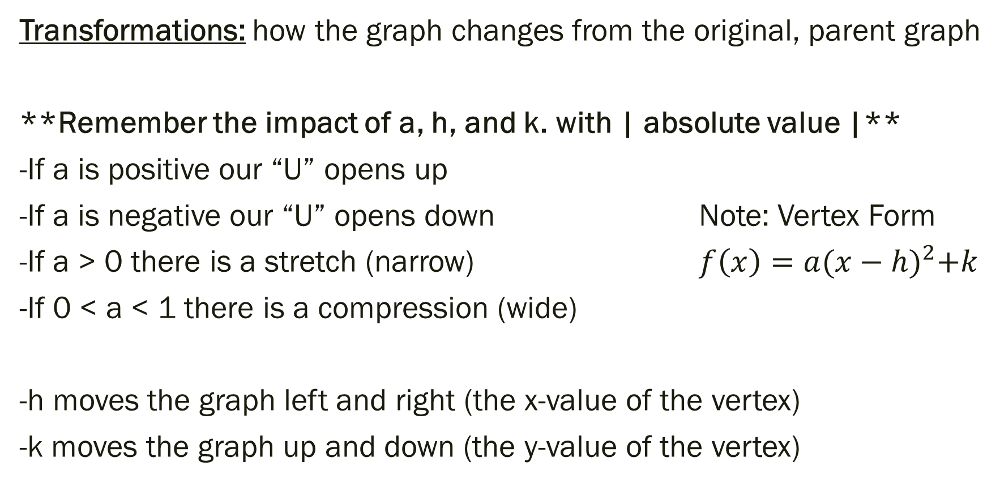 Transformations: how the graph changes from the original, parent graph
**Remember the impact of a, h, and k. with | absolute value |**
-If a is positive our “U” opens up
-If a is negative our “U” opens down
Note: Vertex Form
-If a > 0 there is a stretch (narrow)
f(x) = a(x − h)²+k
-If 0 < a < 1 there is a compression (wide)
-h moves the graph left and right (the x-value of the vertex)
-k moves the graph up and down (the y-value of the vertex)